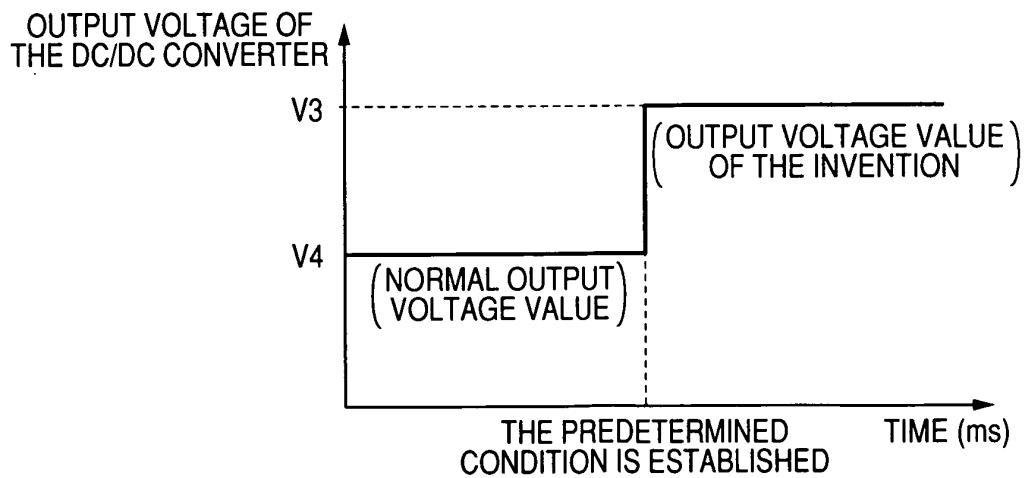 OUTPUT VOLTAGE OF
THE DC/DC CONVERTER
V3
(OUTPUT VOLTAGE VALUE
OF THE INVENTION)
V4
(NORMAL OUTPUT
VOLTAGE VALUE)
THE PREDETERMINED
CONDITION IS ESTABLISHED
TIME (ms)